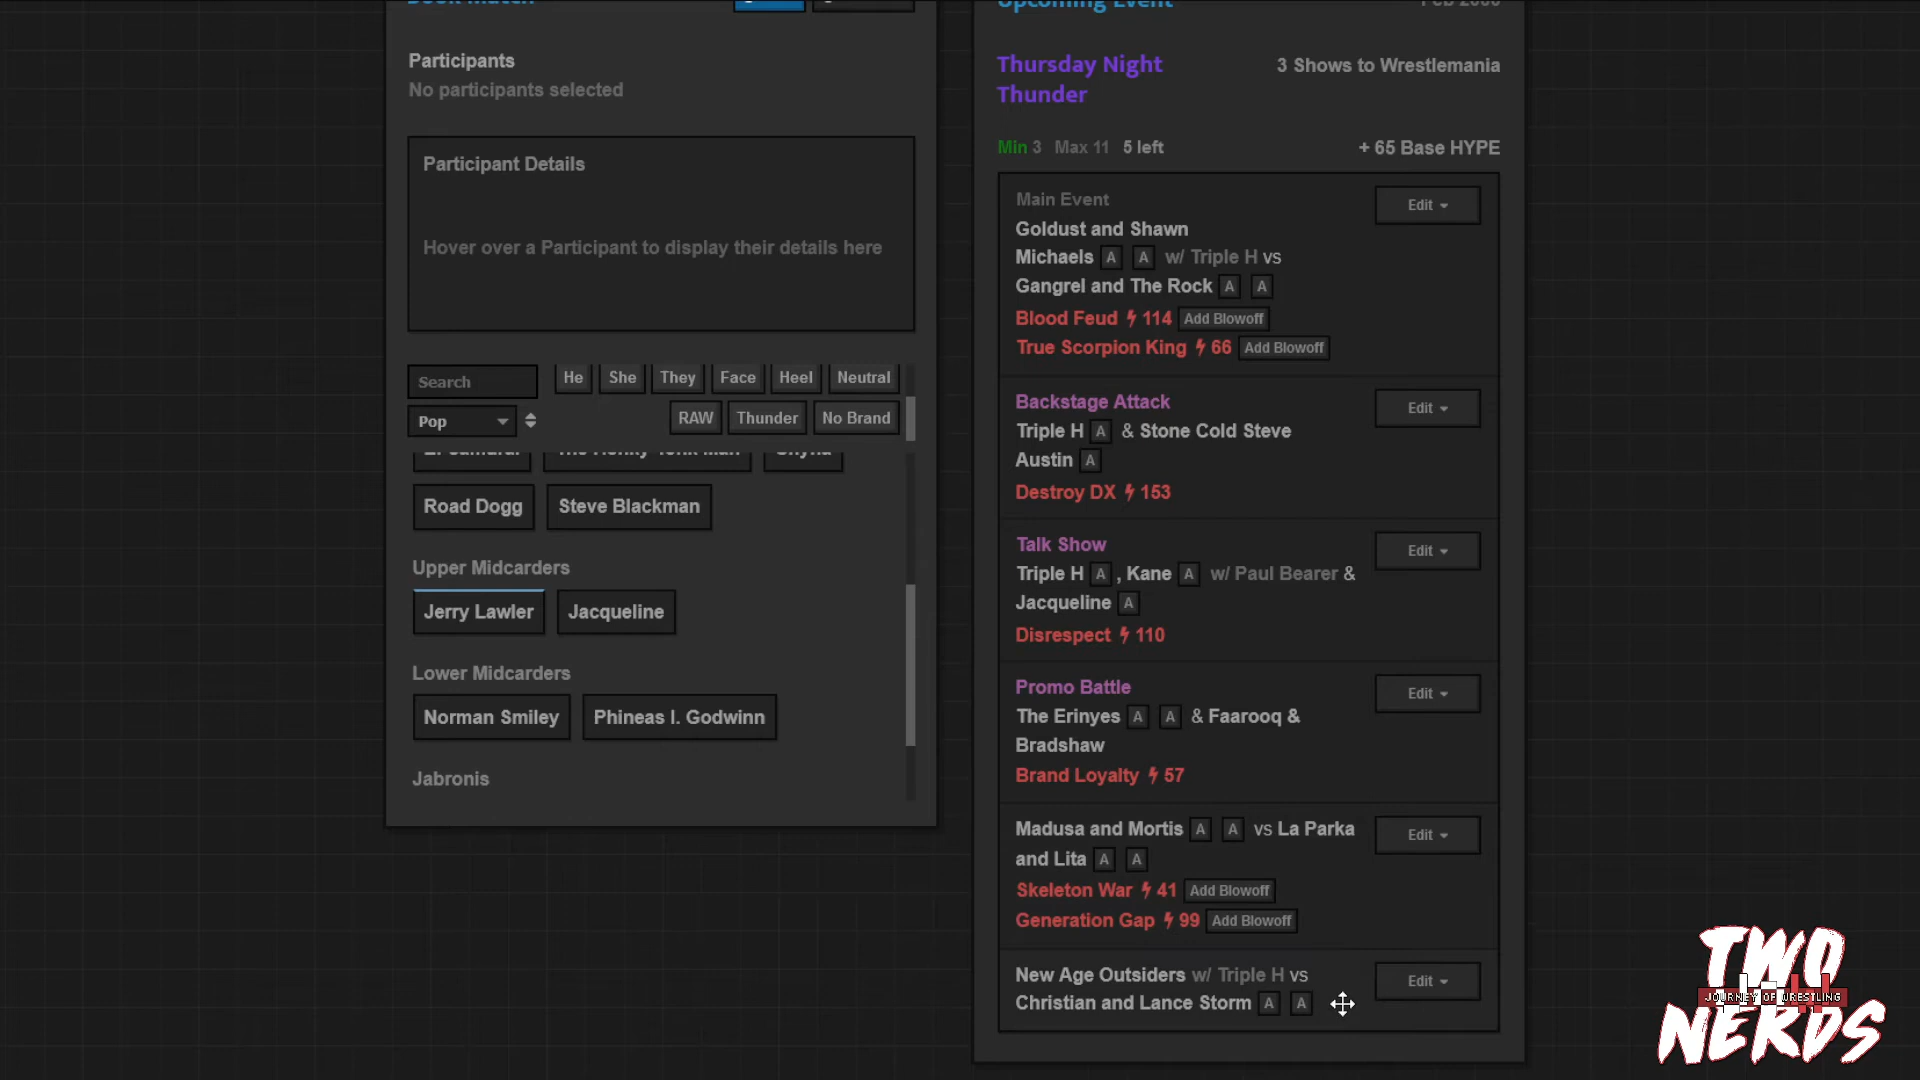 Upcoming Event
Participants
No participants selected
Participant Details
Hover over a Participant to display their details here
Search
He
She
They
Face
Heel
Neutral
Pop
RAW
Thunder
No Brand
Road Dogg
Steve Blackman
Upper Midcarders
Jerry Lawler
Jacqueline
Lower Midcarders
Norman Smiley
Phineas I. Godwinn
Jabronis
Thursday Night
Thunder
3 Shows to Wrestlemania
Min 3 Max 11 5 left
+ 65 Base HYPE
Main Event
Edit
Goldust and Shawn
Michaels A A w/ Triple H vs
Gangrel and The Rock A A
Blood Feud 114 Add Blowoff
True Scorpion King 66 Add Blowoff
Backstage Attack
Edit
Triple H A & Stone Cold Steve
Austin A
Destroy DX 153
Talk Show
Edit
Triple H A , Kane A w/ Paul Bearer &
Jacqueline A
Disrespect 110
Promo Battle
Edit
The Erinyes A A & Faarooq &
Bradshaw
Brand Loyalty 57
Madusa and Mortis A A vs La Parka
Edit
and Lita A A
Skeleton War 41 Add Blowoff
Generation Gap 99 Add Blowoff
New Age Outsiders w/ Triple H vs
Edit
Christian and Lance Storm A A
TWO
JOURNEY OF WRESTLING
NERDS